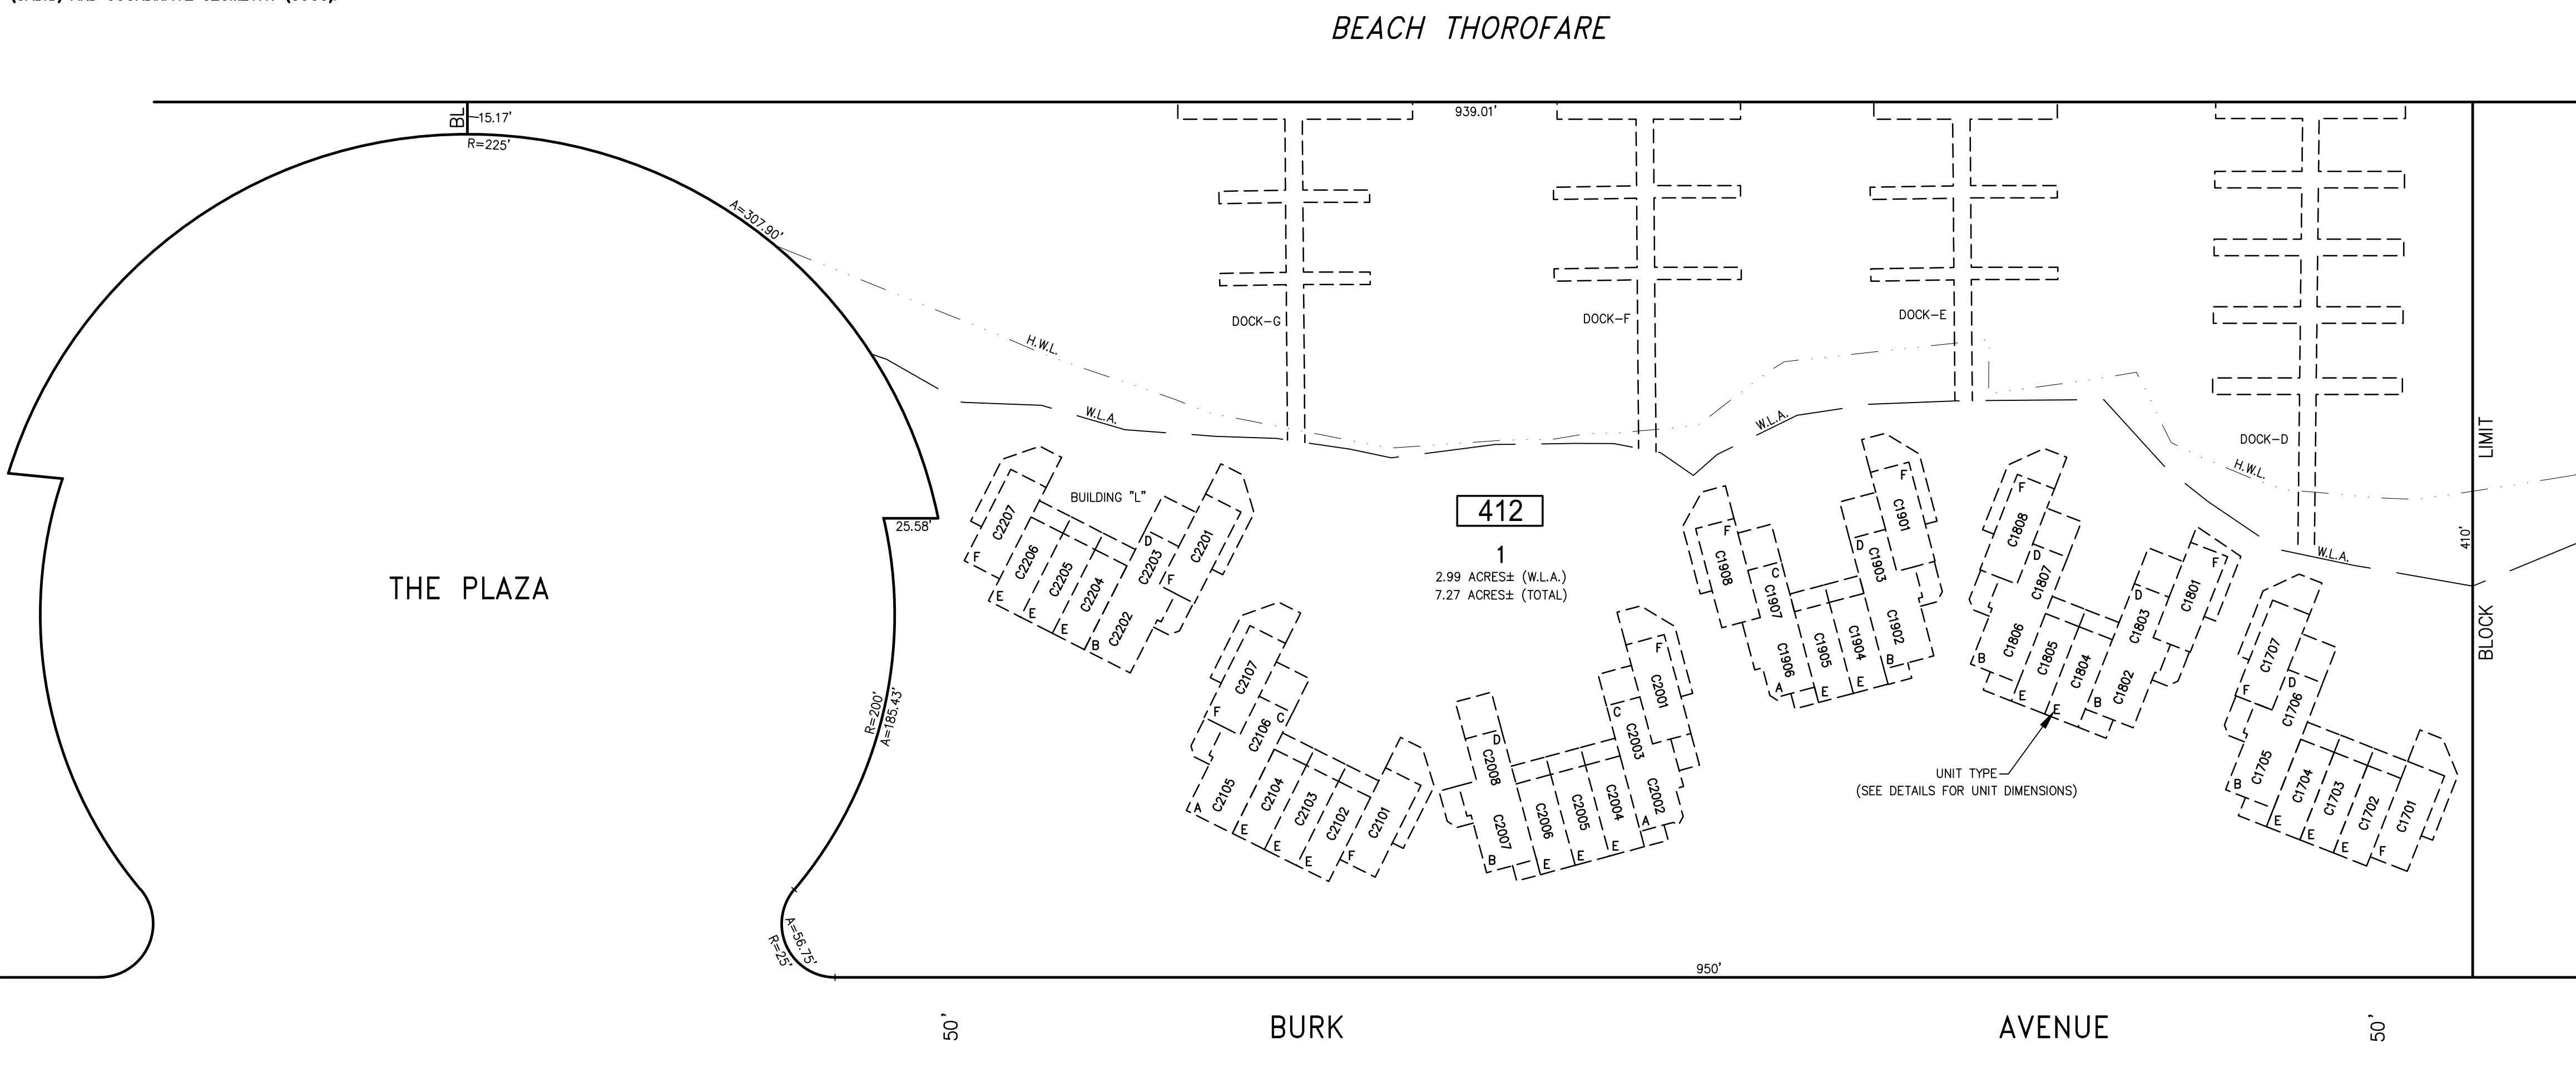 BEACH THOROFARE
BL
15.17'
R=225'
939.01'
A=307.90'
H.W.L.
DOCK-G
DOCK-F
DOCK-E
DOCK-D
W.L.A.
W.L.A.
H.W.L.
W.L.A.
LIMIT
BLOCK
410'
25.58'
BUILDING "L"
412
1
2.99 ACRES± (W.L.A.)
7.27 ACRES± (TOTAL)
THE PLAZA
C2207
F
C2206
E
C2205
E
C2204
E
C2203
D
C2202
B
C2201
F
C2107
F
C2106
C
C2105
A
C2104
E
C2103
E
C2102
E
C2101
F
C2008
D
C2007
B
C2006
E
C2005
E
C2004
E
C2003
C
C2002
A
C2001
F
C1908
F
C1907
C
C1906
A
C1905
E
C1904
E
C1903
D
C1902
B
C1901
F
C1808
F
C1807
D
C1806
B
C1805
E
C1804
E
C1803
D
C1802
B
C1801
F
C1707
F
C1706
D
C1705
B
C1704
E
C1703
E
C1702
E
C1701
F
UNIT TYPE
(SEE DETAILS FOR UNIT DIMENSIONS)
R=200'
A=185.43'
A=56.75'
R=25'
950'
50'
BURK
AVENUE
50'